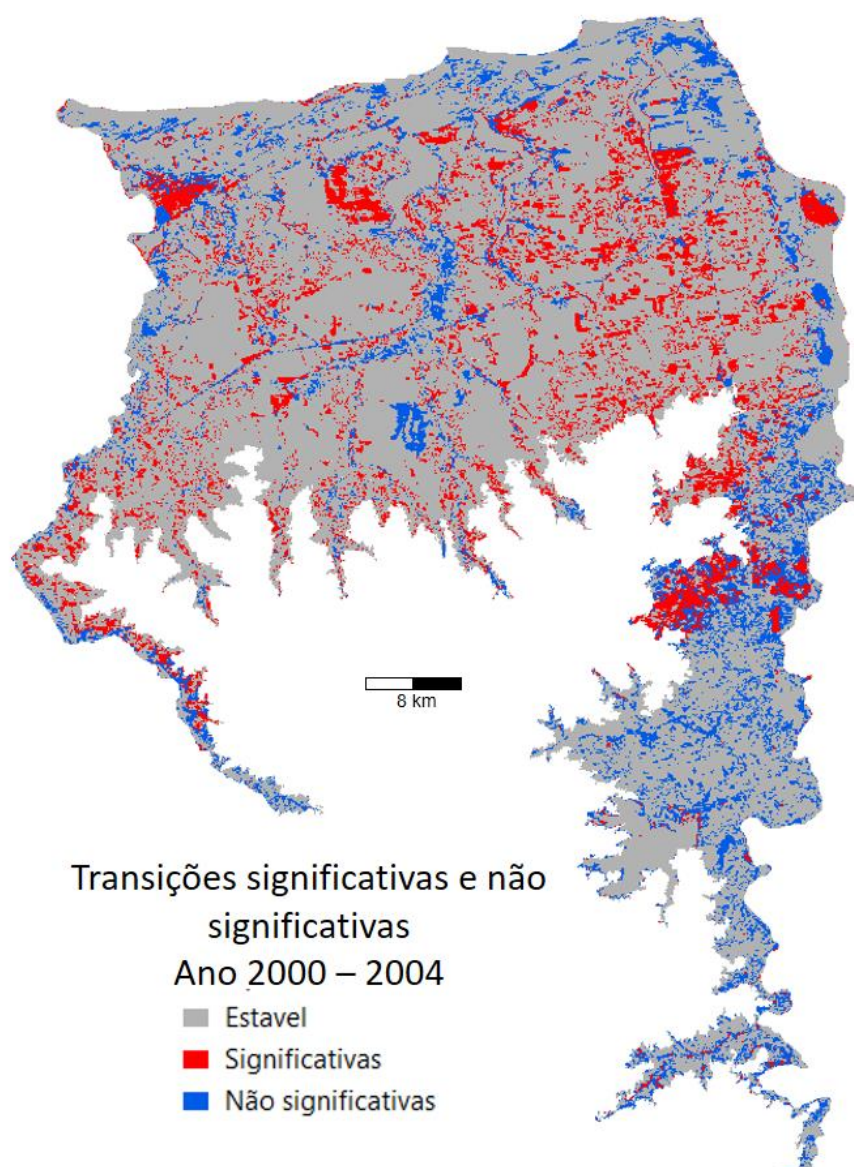 8 km
Transições significativas e não
significativas
Ano 2000 – 2004
Estavel
Significativas
Não significativas